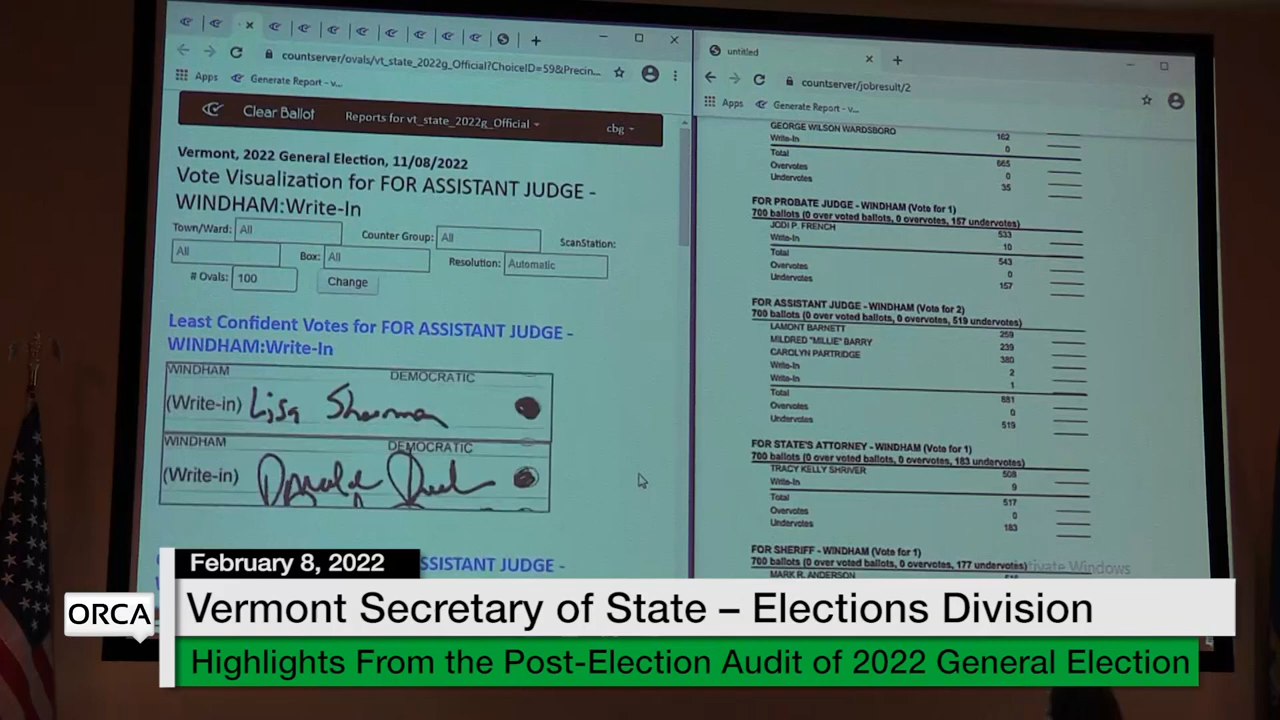 countserver/ovals/vt_state_2022g_Official?ChoiceID=59&Precin...
Apps
Generate Report - v...
Clear Ballot
Reports for vt_state_2022g_Official
cbg
Vermont, 2022 General Election, 11/08/2022
Vote Visualization for FOR ASSISTANT JUDGE -
WINDHAM:Write-In
Town/Ward: All Counter Group: All ScanStation:
All Box: All Resolution: Automatic
# Ovals: 100 Change
Least Confident Votes for FOR ASSISTANT JUDGE -
WINDHAM:Write-In
WINDHAM DEMOCRATIC
(Write-in) Lisa Sherman
WINDHAM DEMOCRATIC
(Write-in) Donald
SSISTANT JUDGE -
untitled
countserver/jobresult/2
Apps
Generate Report - v...
GEORGE WILSON WARDSBORO 162
Write-In 0
Total 665
Overvotes 0
Undervotes 35
FOR PROBATE JUDGE - WINDHAM (Vote for 1)
700 ballots (0 over voted ballots, 0 overvotes, 157 undervotes)
JODI P. FRENCH 533
Write-In 10
Total 543
Overvotes 0
Undervotes 157
FOR ASSISTANT JUDGE - WINDHAM (Vote for 2)
700 ballots (0 over voted ballots, 0 overvotes, 519 undervotes)
LAMONT BARNETT 259
MILDRED "MILLIE" BARRY 239
CAROLYN PARTRIDGE 380
Write-In 2
Write-In 1
Total 881
Overvotes 0
Undervotes 519
FOR STATE'S ATTORNEY - WINDHAM (Vote for 1)
700 ballots (0 over voted ballots, 0 overvotes, 183 undervotes)
TRACY KELLY SHRIVER 508
Write-In 9
Total 517
Overvotes 0
Undervotes 183
FOR SHERIFF - WINDHAM (Vote for 1)
700 ballots (0 over voted ballots, 0 overvotes, 177 undervotes)
MARK R. ANDERSON
tivate Windows
February 8, 2022
ORCA
Vermont Secretary of State – Elections Division
Highlights From the Post-Election Audit of 2022 General Election